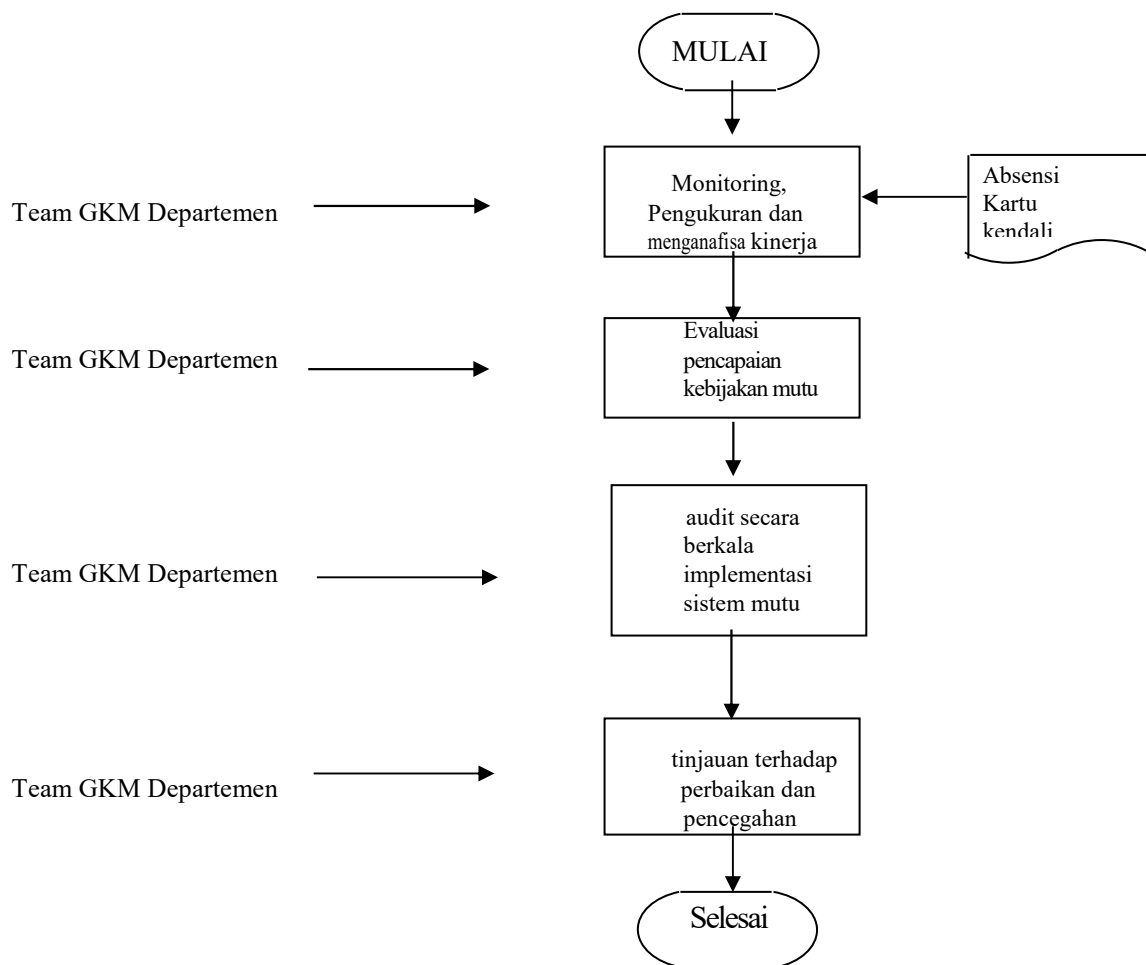 MULAI
Team GKM Departemen
Monitoring,
Pengukuran dan
menganafisa kinerja
Absensi
Kartu
kendali
Team GKM Departemen
Evaluasi
pencapaian
kebijakan mutu
Team GKM Departemen
audit secara
berkala
implementasi
sistem mutu
Team GKM Departemen
tinjauan terhadap
perbaikan dan
pencegahan
Selesai